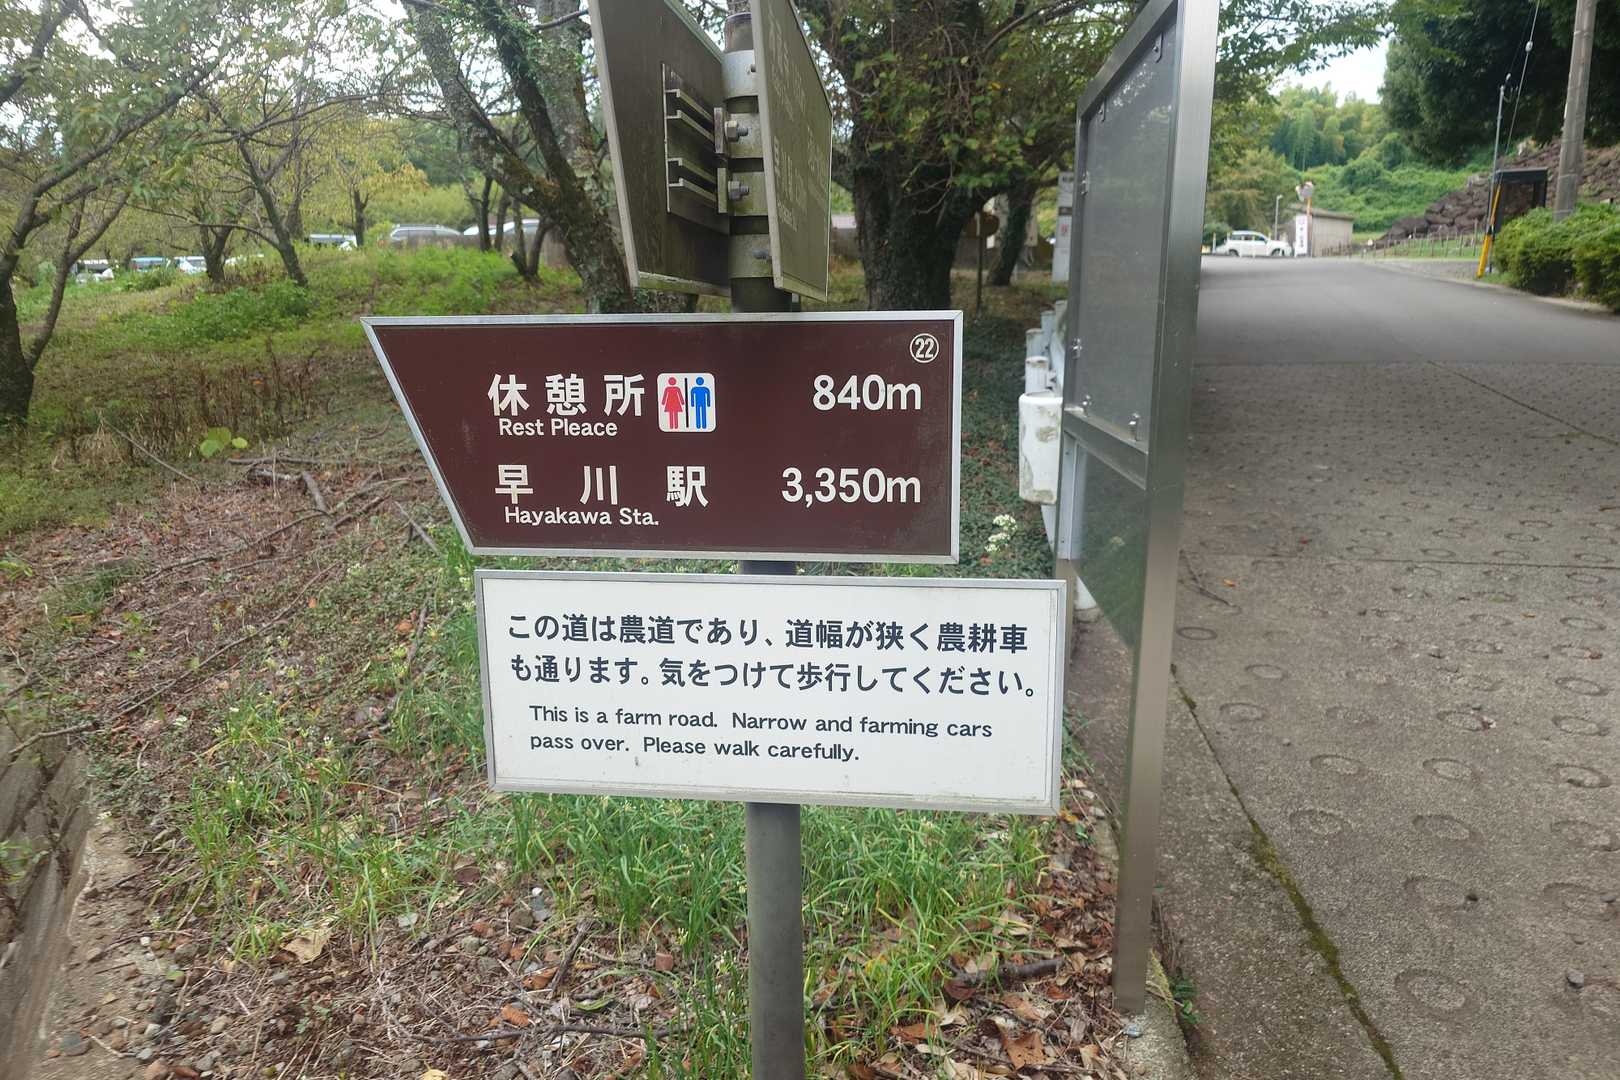 ㉒
休憩所 840m
Rest Pleace
早川駅 3,350m
Hayakawa Sta.
この道は農道であり、道幅が狭く農耕車
も通ります。気をつけて歩行してください。
This is a farm road. Narrow and farming cars
pass over. Please walk carefully.